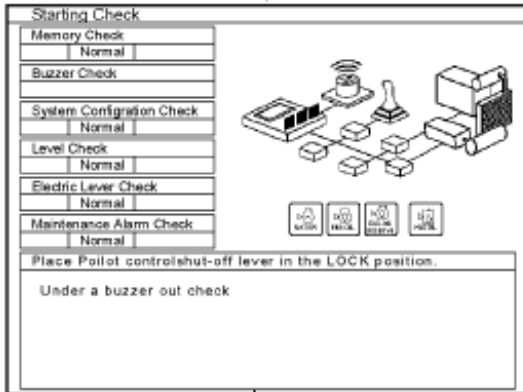 Starting Check
Memory Check
Normal
Buzzer Check
System Configration Check
Normal
Level Check
Normal
Electric Lever Check
Normal
Maintenance Alarm Check
Normal
Place Poilot controlshut-off lever in the LOCK position.
Under a buzzer out check